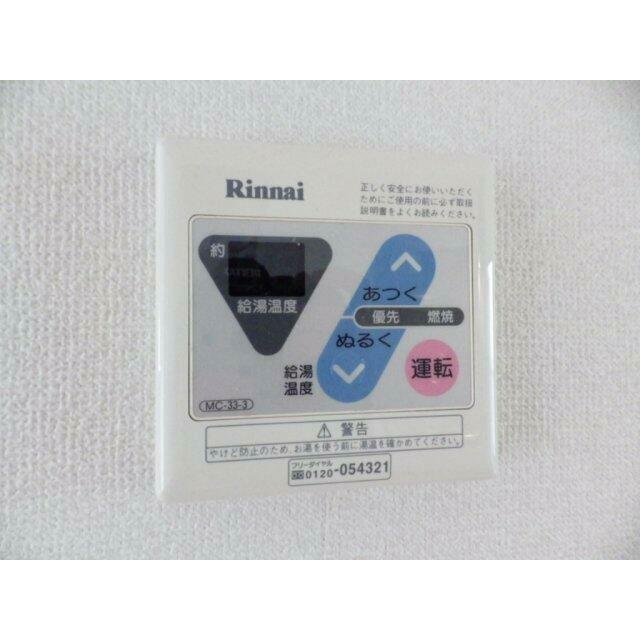 Rinnai
正しく安全にお使いいただく
ためにご使用の前に必ず取扱
説明書をよくお読みください。
約
給湯温度
あつく
優先 燃焼
ぬるく
給湯
温度
運転
MC-33-3
⚠ 警告
やけど防止のため、お湯を使う前に湯温を確かめてください。
フリーダイヤル
0120-054321